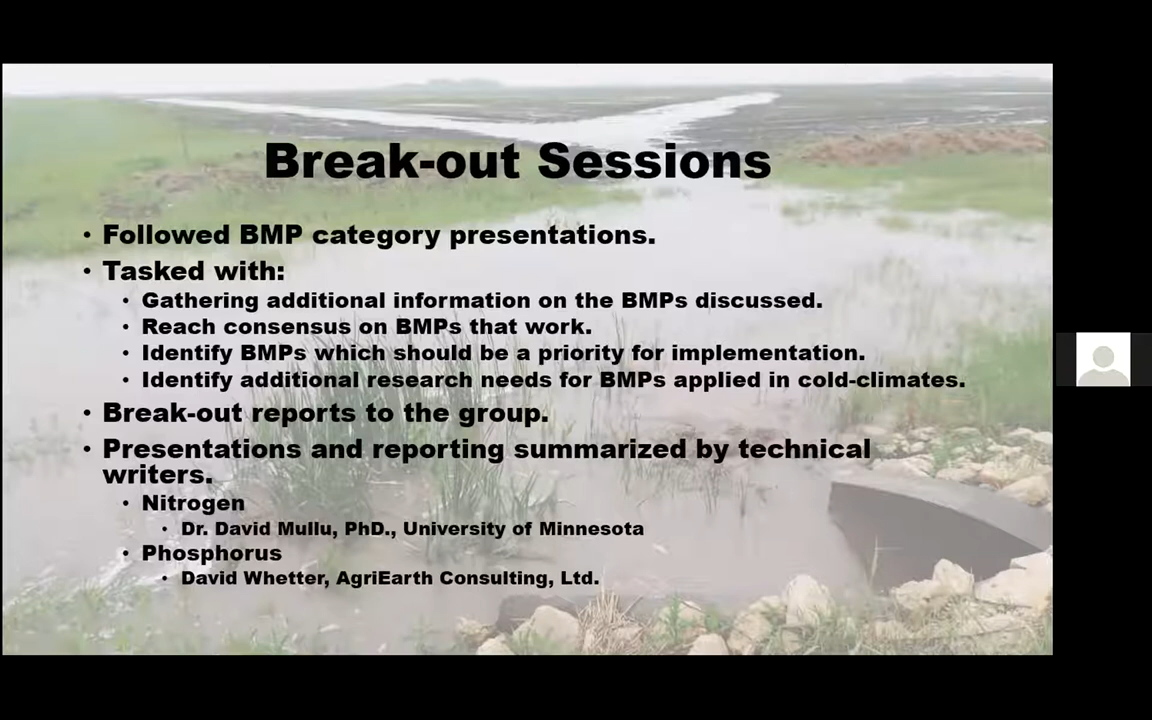 Break-out Sessions
• Followed BMP category presentations.
• Tasked with:
• Gathering additional information on the BMPs discussed.
• Reach consensus on BMPs that work.
• Identify BMPs which should be a priority for implementation.
• Identify additional research needs for BMPs applied in cold-climates.
• Break-out reports to the group.
• Presentations and reporting summarized by technical
writers.
• Nitrogen
• Dr. David Mullu, PhD., University of Minnesota
• Phosphorus
• David Whetter, AgriEarth Consulting, Ltd.